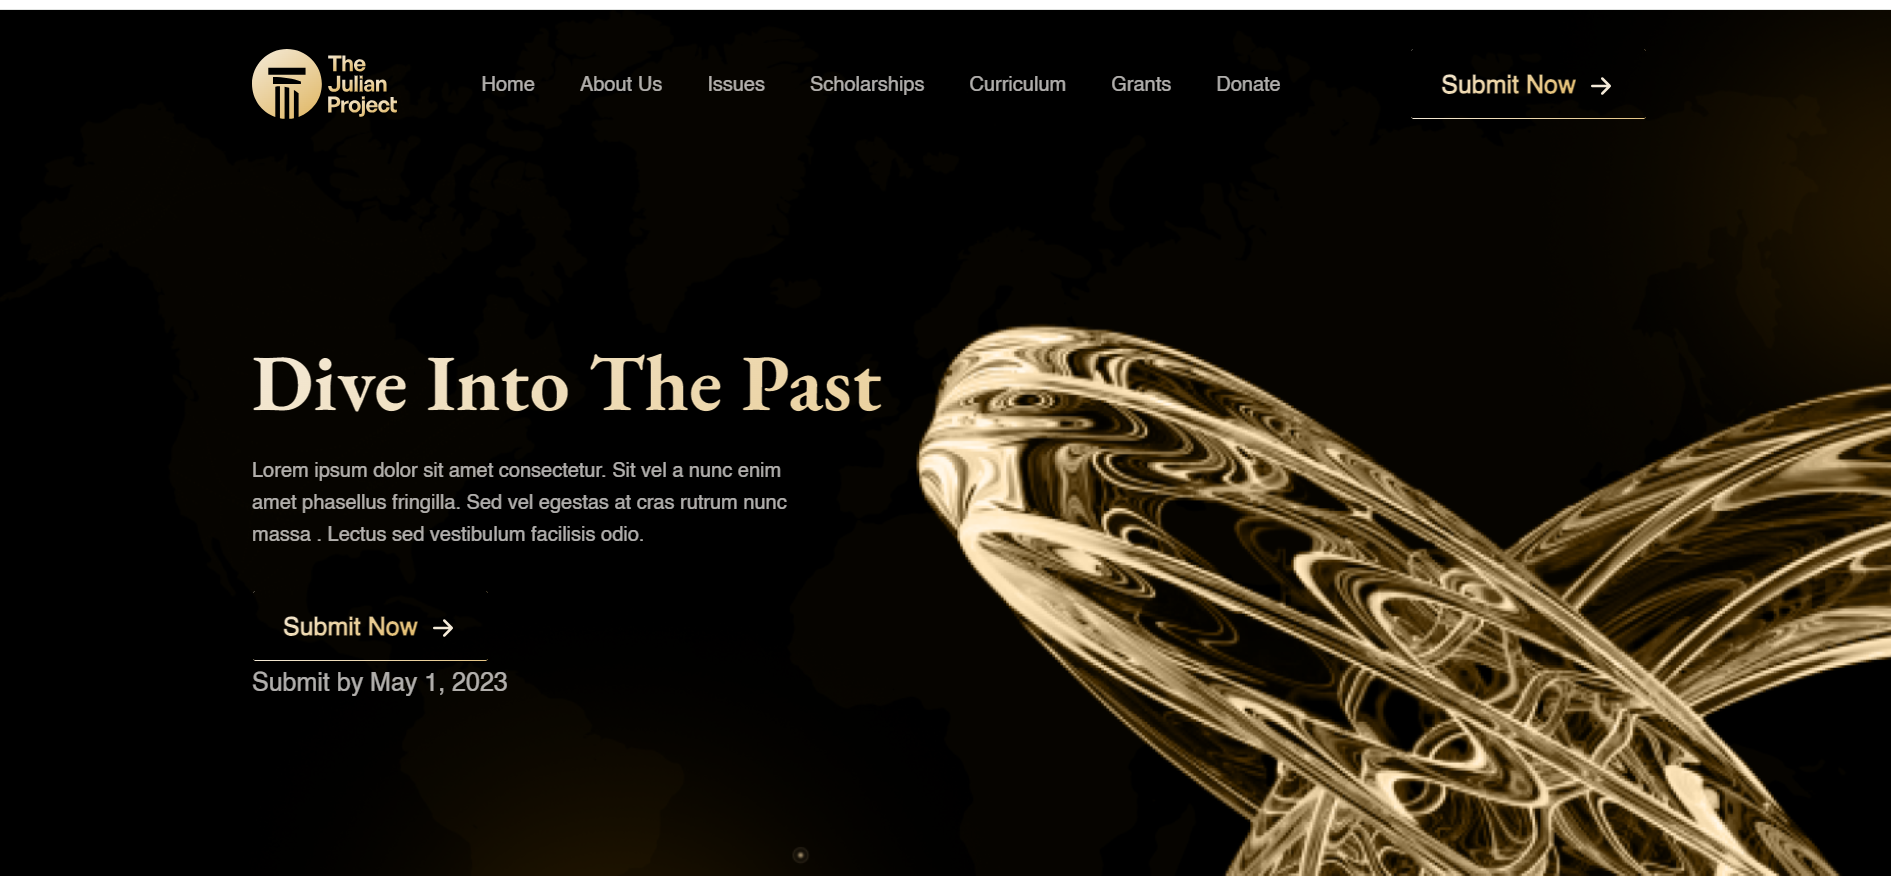 The
Julian
Project
Home About Us Issues Scholarships Curriculum Grants Donate
Submit Now
Dive Into The Past
Lorem ipsum dolor sit amet consectetur. Sit vel a nunc enim
amet phasellus fringilla. Sed vel egestas at cras rutrum nunc
massa . Lectus sed vestibulum facilisis odio.
Submit Now
Submit by May 1, 2023